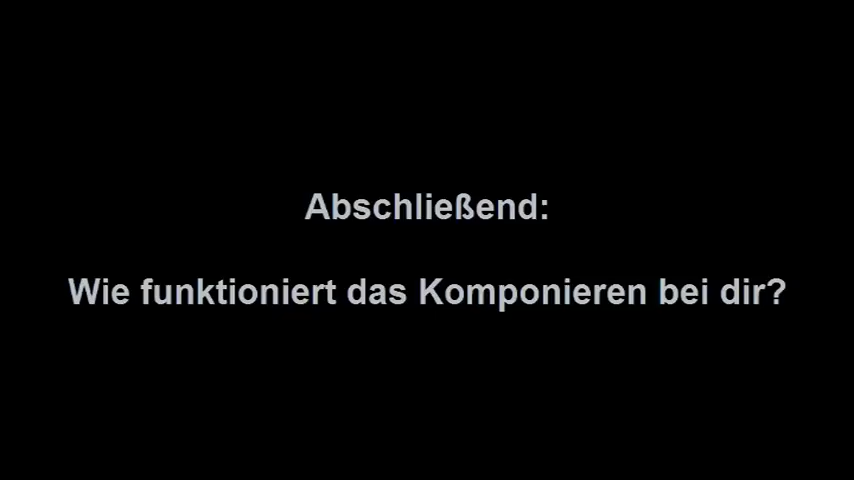 Abschließend:
Wie funktioniert das Komponieren bei dir?